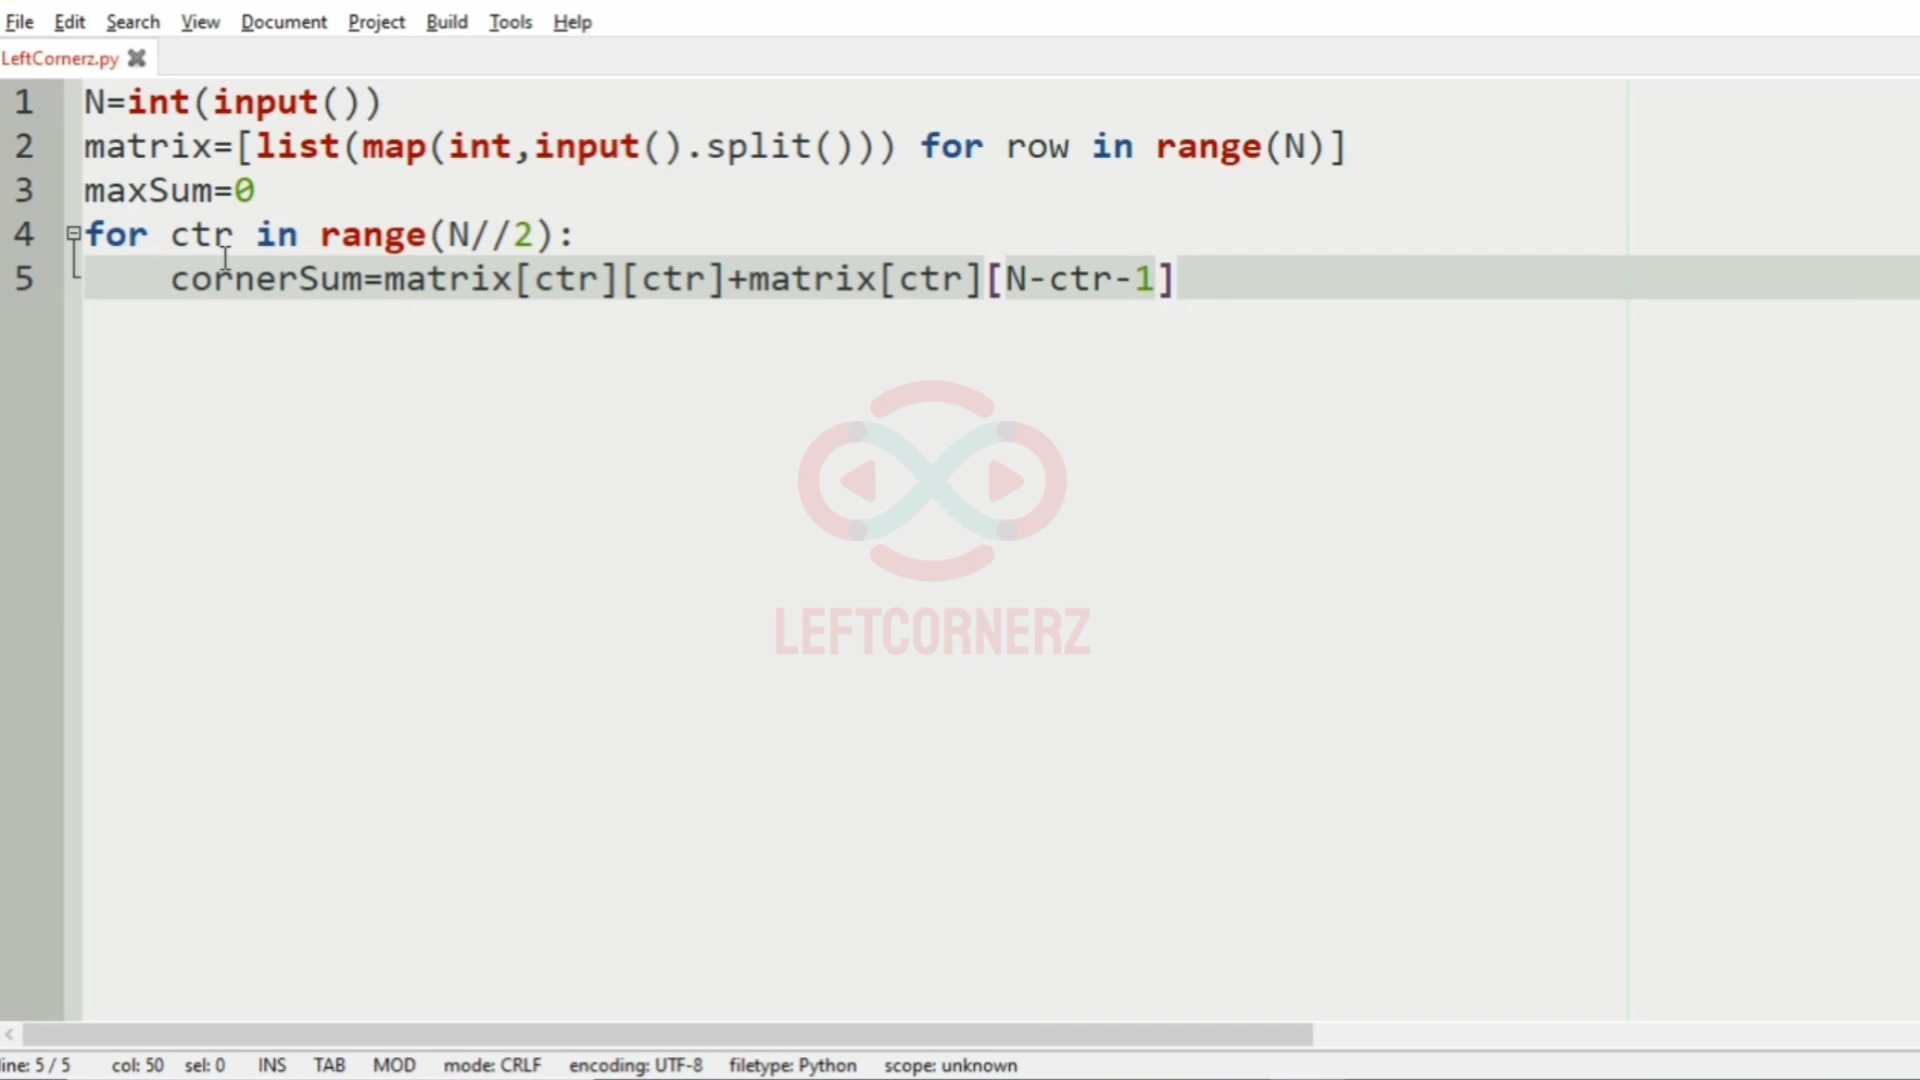 File Edit Search View Document Project Build Tools Help
LeftCornerz.py
1 N=int(input())
2 matrix=[list(map(int,input().split())) for row in range(N)]
3 maxSum=0
4 for ctr in range(N//2):
5     cornerSum=matrix[ctr][ctr]+matrix[ctr][N-ctr-1]
LEFTCORNERZ
line: 5 / 5 col: 50 sel: 0 INS TAB MOD mode: CRLF encoding: UTF-8 filetype: Python scope: unknown